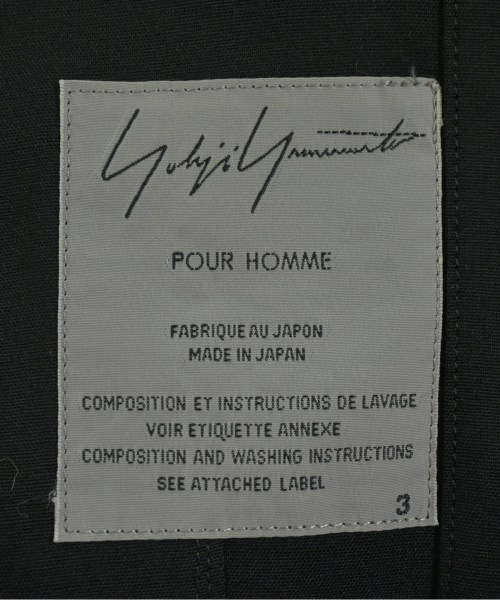 Yohji Yamamoto
POUR HOMME
FABRIQUE AU JAPON
MADE IN JAPAN
COMPOSITION ET INSTRUCTIONS DE LAVAGE
VOIR ETIQUETTE ANNEXE
COMPOSITION AND WASHING INSTRUCTIONS
SEE ATTACHED LABEL
3